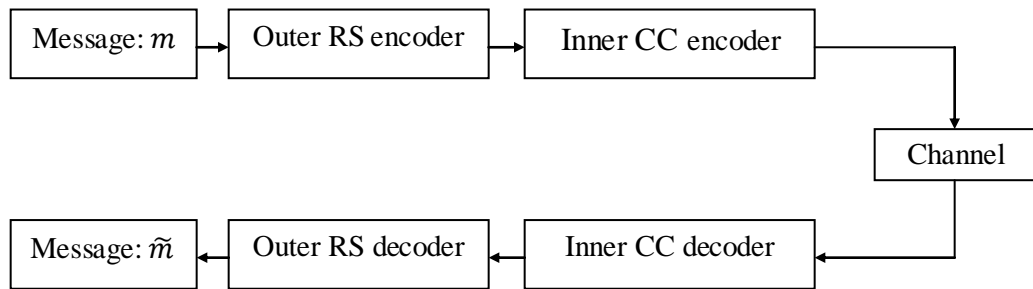 Message: 𝑚
Outer RS encoder
Inner CC encoder
Channel
Message: 𝑚̃
Outer RS decoder
Inner CC decoder